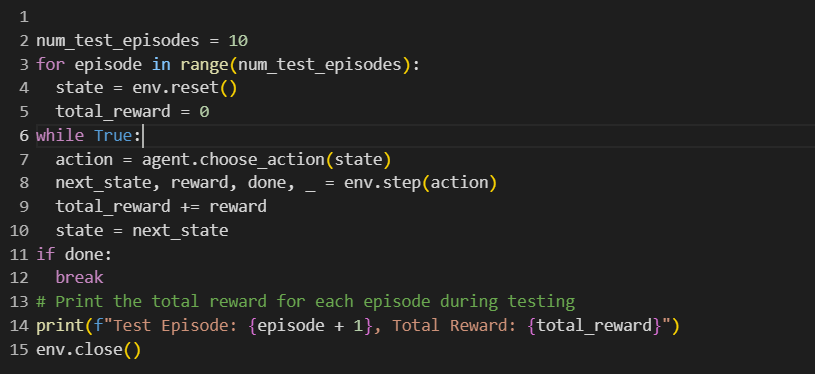 1
2 num_test_episodes = 10
3 for episode in range(num_test_episodes):
4   state = env.reset()
5   total_reward = 0
6 while True:
7   action = agent.choose_action(state)
8   next_state, reward, done, _ = env.step(action)
9   total_reward += reward
10   state = next_state
11 if done:
12   break
13 # Print the total reward for each episode during testing
14 print(f"Test Episode: {episode + 1}, Total Reward: {total_reward}")
15 env.close()